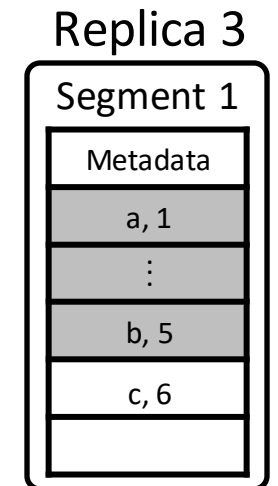 Replica 3
Segment 1
Metadata
a, 1
⋮
b, 5
c, 6